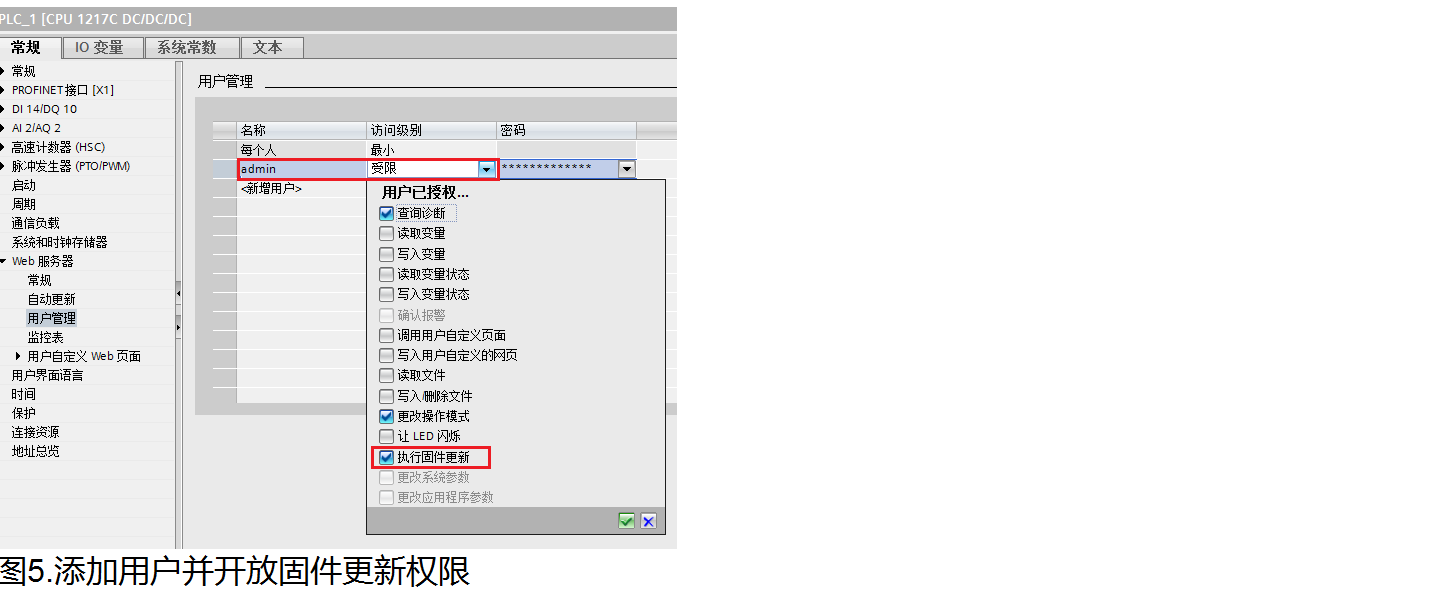 PLC_1 [CPU 1217C DC/DC/DC]
常规 IO 变量 系统常数 文本
常规
PROFINET接口 [X1]
DI 14/DQ 10
AI 2/AQ 2
高速计数器 (HSC)
脉冲发生器 (PTO/PWM)
启动
周期
通信负载
系统和时钟存储器
Web 服务器
常规
自动更新
用户管理
监控表
用户自定义 Web 页面
用户界面语言
时间
保护
连接资源
地址总览
用户管理
名称 访问级别 密码
每个人 最小
admin 受限 *************
<新增用户>
用户已授权...
查询诊断
读取变量
写入变量
读取变量状态
写入变量状态
确认报警
调用用户自定义页面
写入用户自定义的网页
读取文件
写入/删除文件
更改操作模式
让 LED 闪烁
执行固件更新
更改系统参数
更改应用程序参数
图5.添加用户并开放固件更新权限